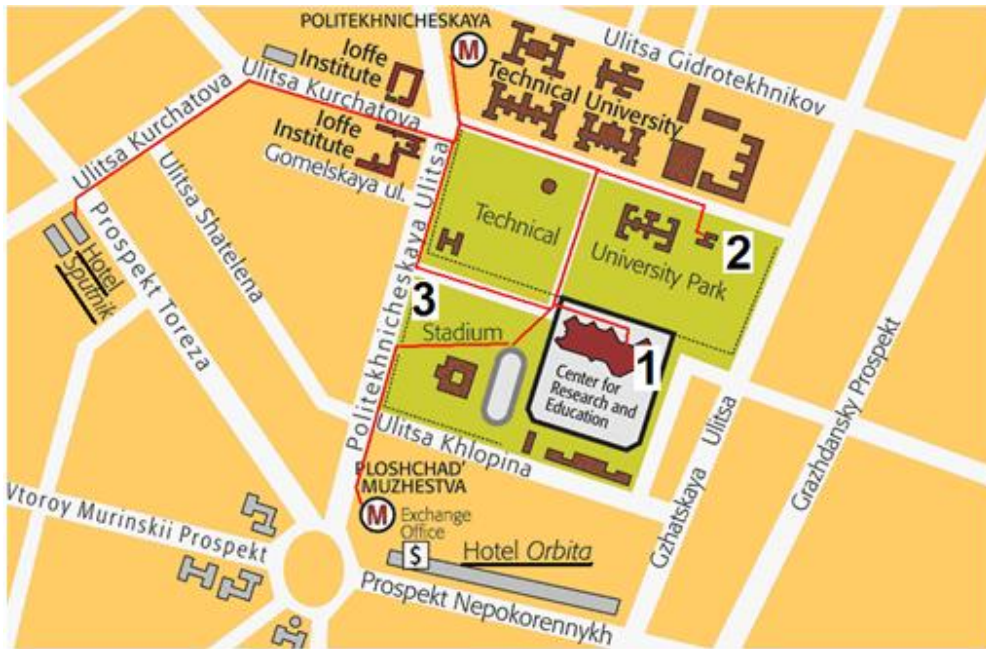 POLITEKHNICHESKAYA
M
Ulitsa Gidrotekhnikov
Ioffe
Institute
Ulitsa Kurchatova
Technical University
Ulitsa Kurchatova
Ioffe
Institute
Gomelskaya ul.
Ulitsa Shatelena
Technical
University Park
2
Hotel
Sputnik
Prospekt Toreza
Politekhnicheskaya Ulitsa
3
Stadium
1
Center for
Research and
Education
Politekhnicheskaya Ulitsa
Ulitsa Khlopina
Gzhatskaya Ulitsa
Grazhdansky Prospekt
PLOSHCHAD'
MUZHESTVA
M
Exchange
Office
$
Hotel Orbita
Vtoroy Murinskii Prospekt
Prospekt Nepokorennykh